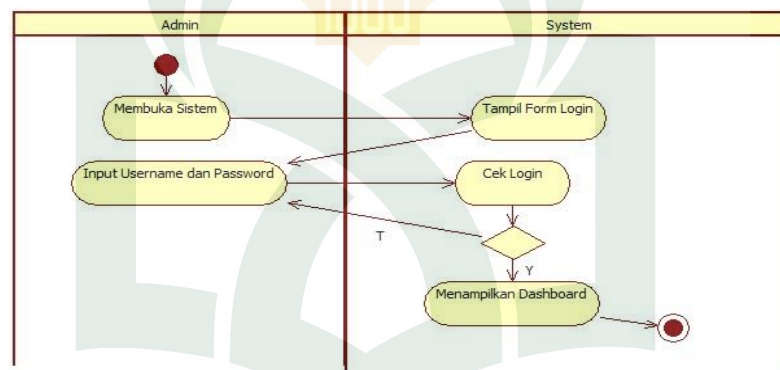 Admin
System
Membuka Sistem
Tampil Form Login
Input Username dan Password
Cek Login
T
Y
Menampilkan Dashboard